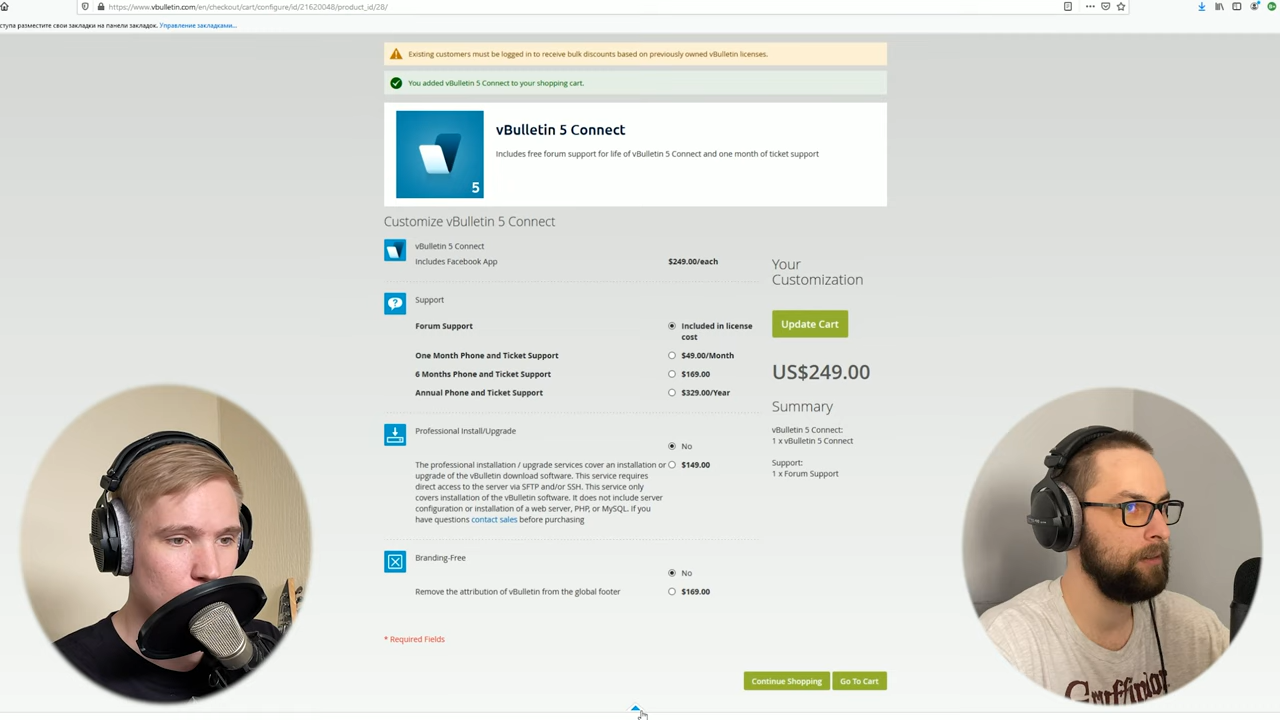 https://www.vbulletin.com/en/checkout/cart/configure/id/21620048/product_id/28/
ступа разместите свои закладки на панели закладок. Управление закладками...
Existing customers must be logged in to receive bulk discounts based on previously owned vBulletin licenses.
You added vBulletin 5 Connect to your shopping cart.
5
vBulletin 5 Connect
Includes free forum support for life of vBulletin 5 Connect and one month of ticket support
Customize vBulletin 5 Connect
vBulletin 5 Connect
Includes Facebook App
$249.00/each
Support
Forum Support
Included in license
cost
One Month Phone and Ticket Support
$49.00/Month
6 Months Phone and Ticket Support
$169.00
Annual Phone and Ticket Support
$329.00/Year
Professional Install/Upgrade
No
The professional installation / upgrade services cover an installation or
$149.00
upgrade of the vBulletin download software. This service requires
direct access to the server via SFTP and/or SSH. This service only
covers installation of the vBulletin software. It does not include server
configuration or installation of a web server, PHP, or MySQL. If you
have questions contact sales before purchasing
Branding-Free
No
Remove the attribution of vBulletin from the global footer
$169.00
* Required Fields
Your
Customization
Update Cart
US$249.00
Summary
vBulletin 5 Connect:
1 x vBulletin 5 Connect
Support:
1 x Forum Support
Continue Shopping
Go To Cart
Gryffindor